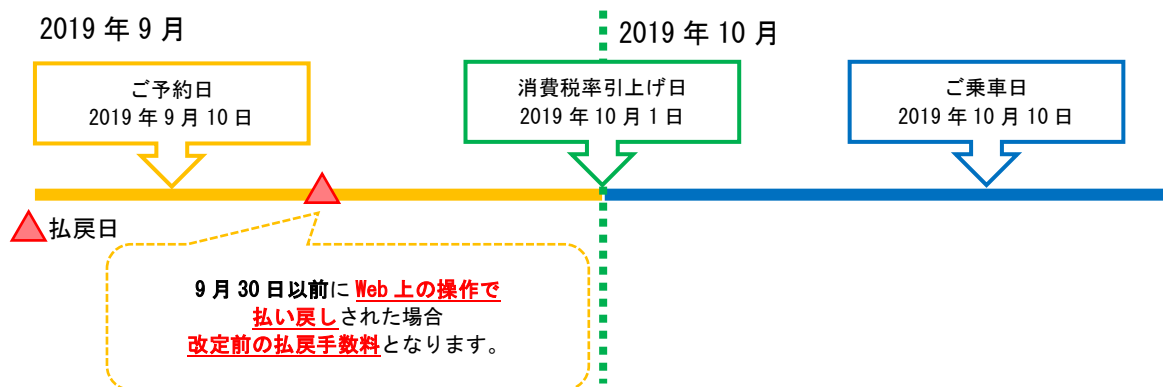 2019 年 9 月
2019 年 10 月
ご予約日
2019 年 9 月 10 日
消費税率引上げ日
2019 年 10 月 1 日
ご乗車日
2019 年 10 月 10 日
払戻日
9 月 30 日以前に Web 上の操作で
払い戻しされた場合
改定前の払戻手数料となります。